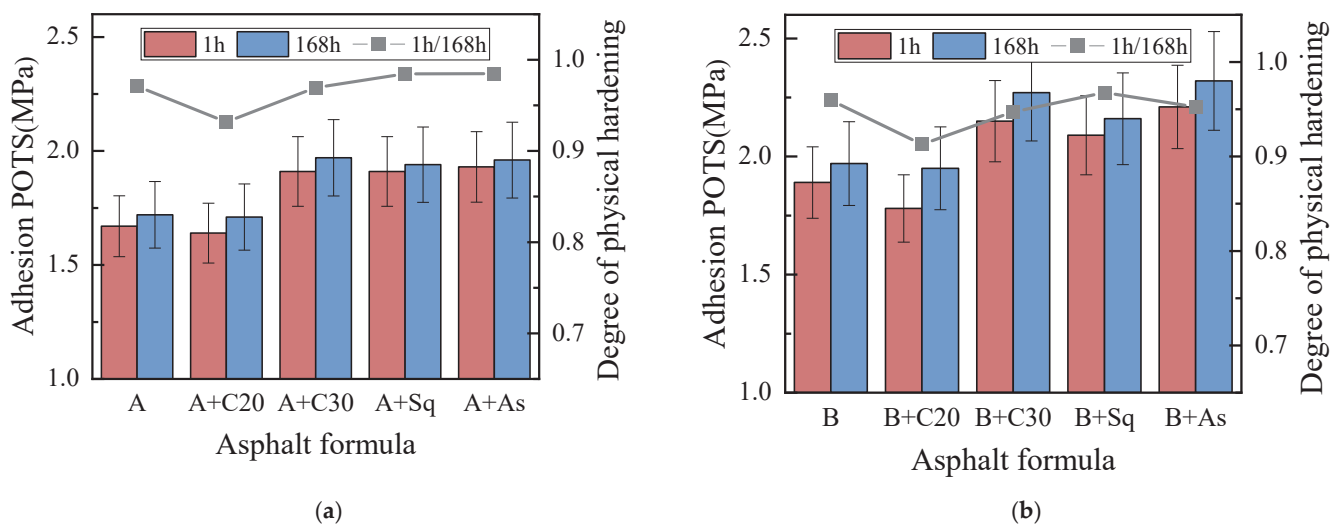 1h 168h 1h/168h
Adhesion POTS(MPa)
2.5
2.0
1.5
1.0
1.0
0.9
0.8
0.7
Degree of physical hardening
A A+C20 A+C30 A+Sq A+As
Asphalt formula
(a)
1h 168h 1h/168h
Adhesion POTS(MPa)
2.5
2.0
1.5
1.0
1.0
0.9
0.8
0.7
Degree of physical hardening
B B+C20 B+C30 B+Sq B+As
Asphalt formula
(b)